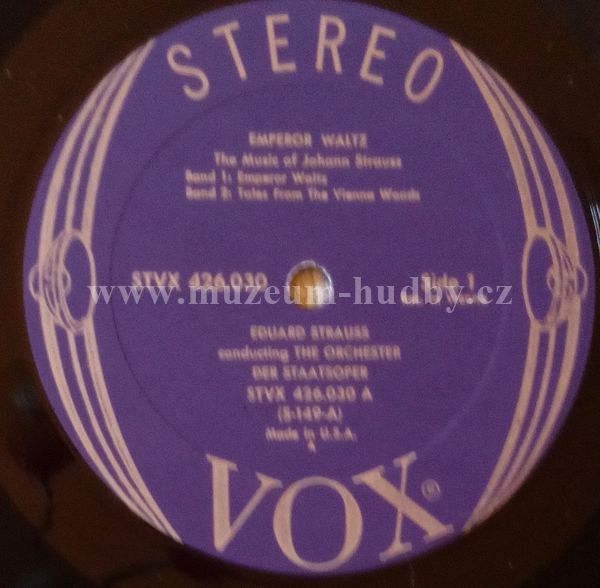 STEREO
EMPEROR WALTZ
The Music of Johann Strauss
Band 1: Emperor Waltz
Band 2: Tales From The Vienna Woods
STVX 426.030
Side 1
www.muzeum-hudby.cz
EDUARD STRAUSS
conducting THE ORCHESTER
DER STAATSOPER
STVX 426.030 A
(S-149-A)
Made in U.S.A.
4
VOX®